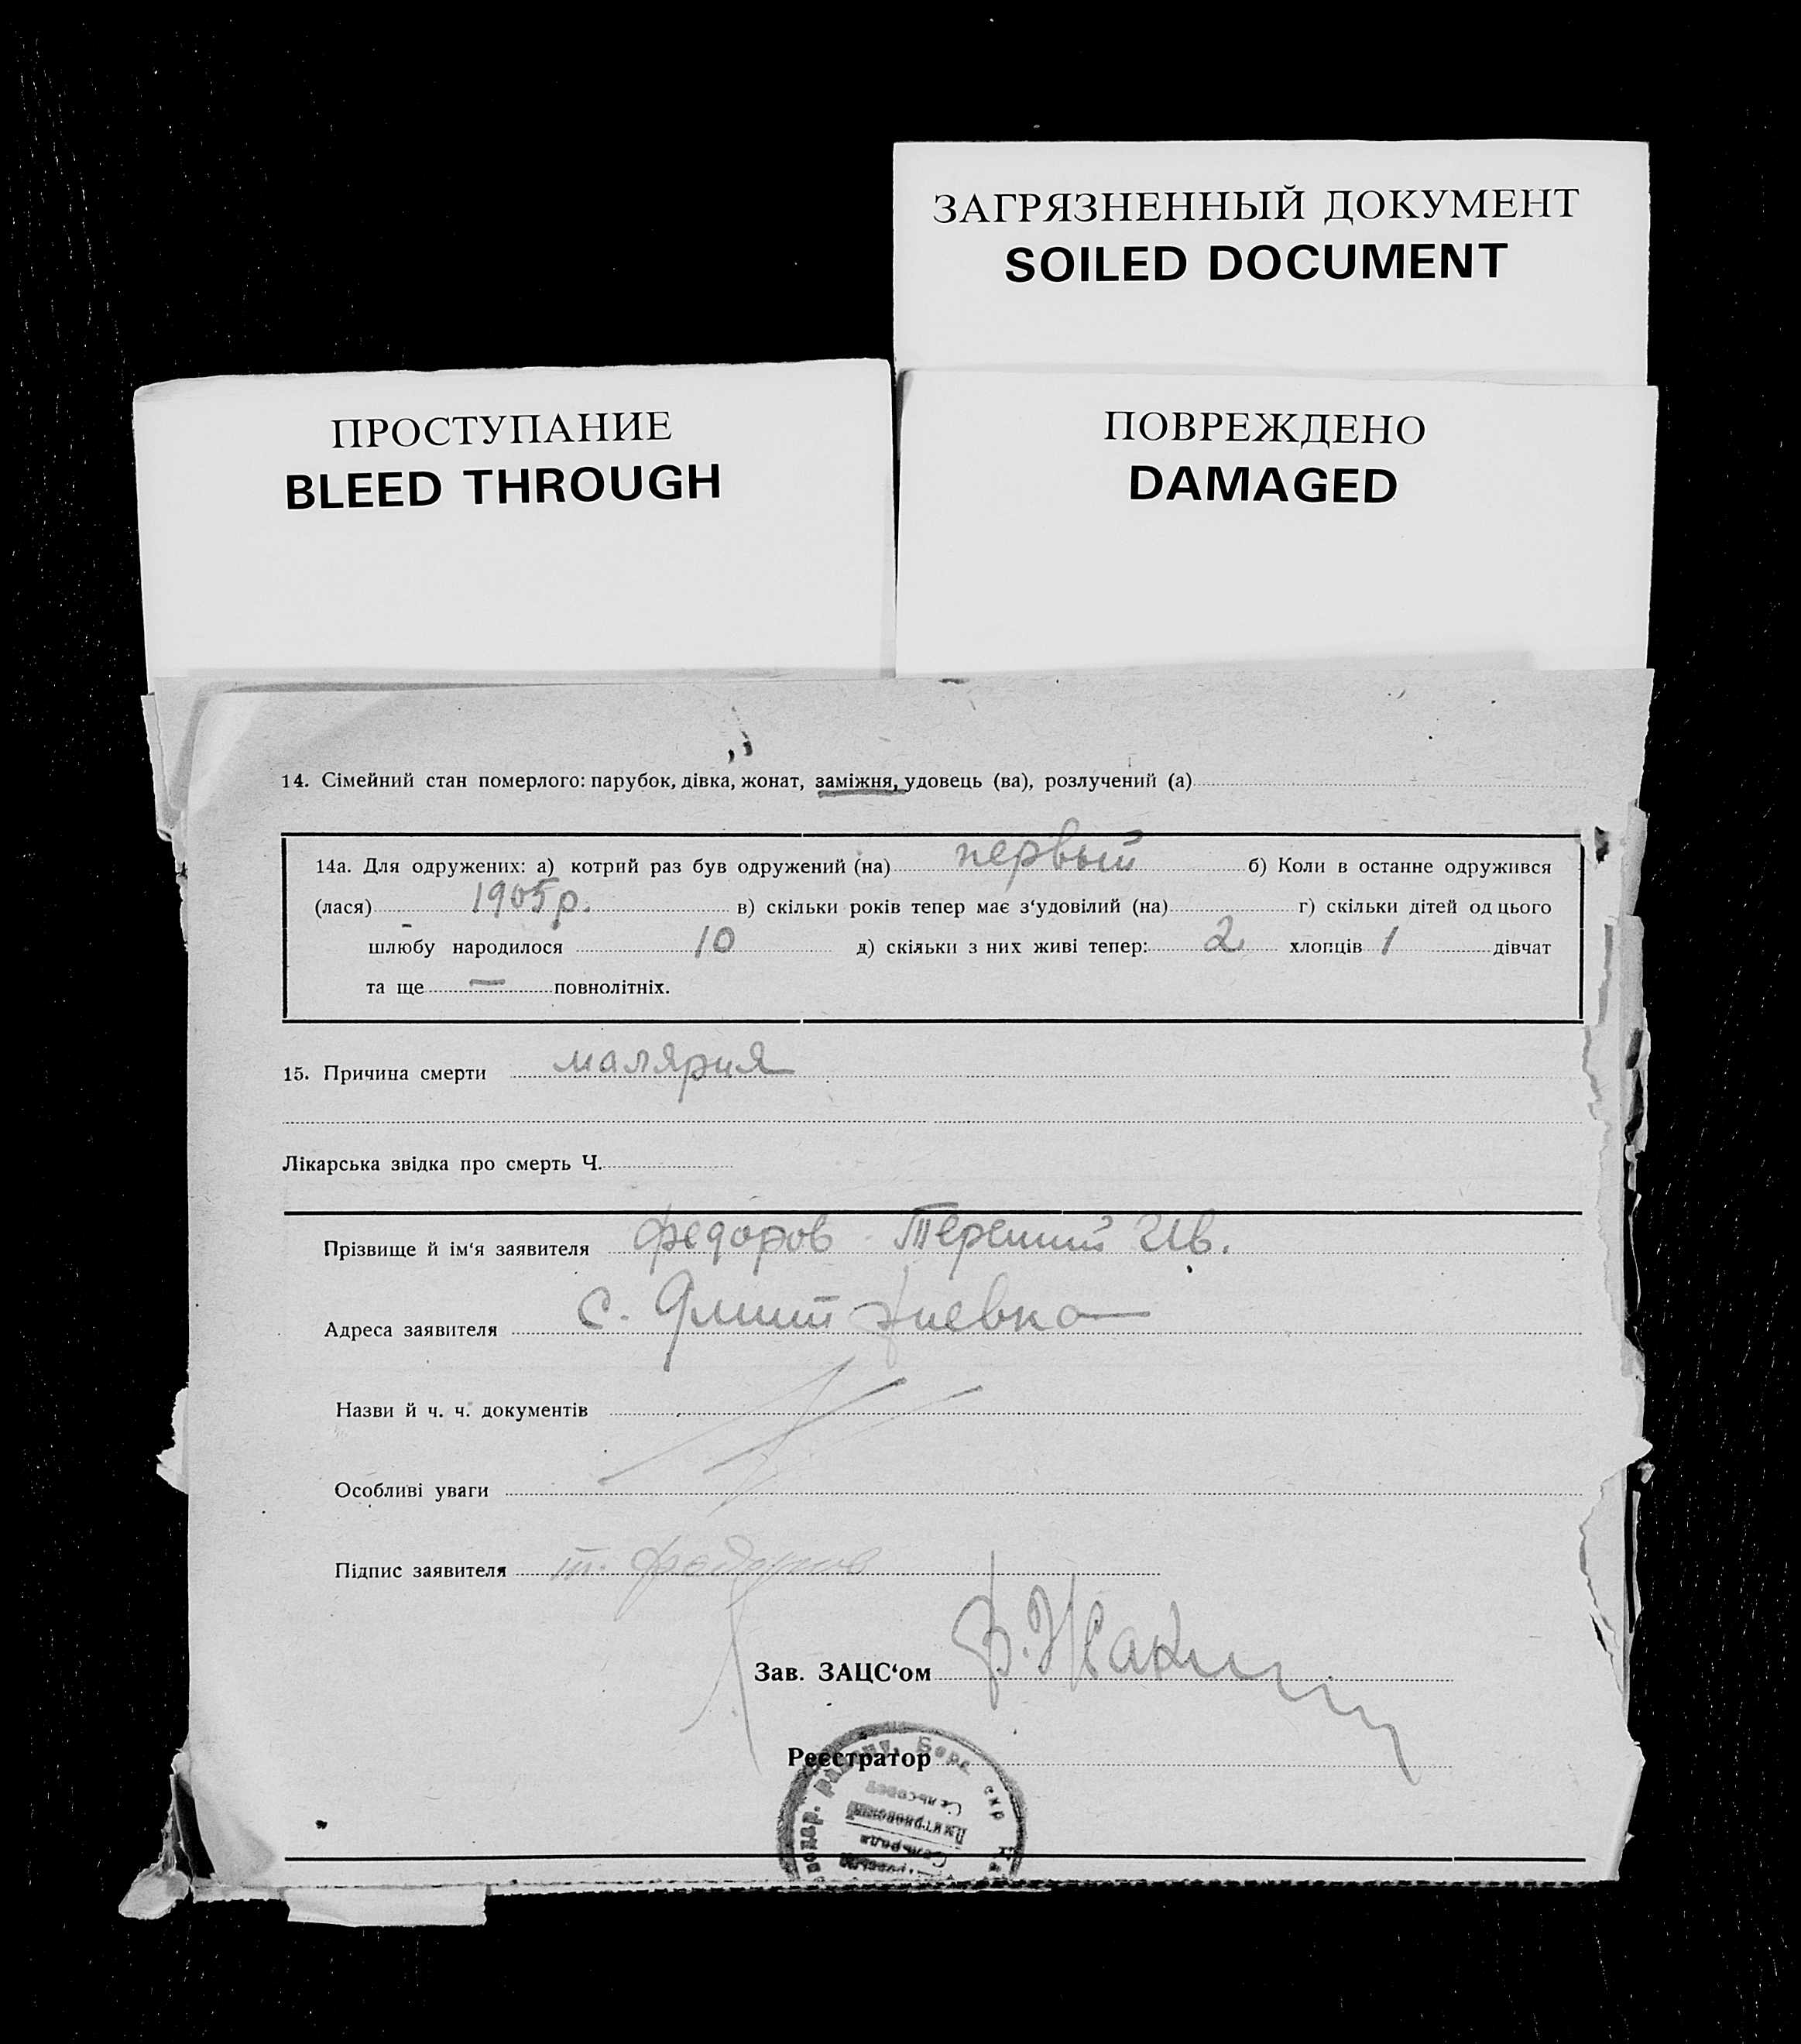 ЗАГРЯЗНЕННЫЙ ДОКУМЕНТ
SOILED DOCUMENT
ПРОСТУПАНИЕ
BLEED THROUGH
ПОВРЕЖДЕНО
DAMAGED
14. Сімейний стан померлого: парубок, дівка, жонат, заміжня, удовець (ва), розлучений (а)
14а. Для одружених: а) котрий раз був одружений (на) первый б) Коли в останне одружився
(лася) 1905 р. в) скільки років тепер має з‘удовілий (на) г) скільки дітей од цього
шлюбу народилося 10 д) скільки з них живі тепер: 2 хлопців 1 дівчат
та ще — повнолітніх.
15. Причина смерти малярия
Лікарська звідка про смерть Ч.
Прізвище й ім‘я заявителя Федоров Терентий Ив.
Адреса заявителя с.
Назви й ч. ч. документів
Особливі уваги
Підпис заявителя т. Федоров
Зав. ЗАЦС‘ом
Реєстратор
Сельсовет